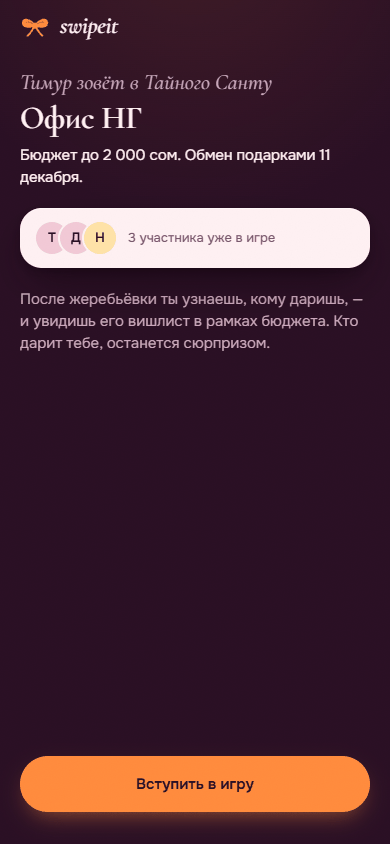 swipeit
Тимур зовёт в Тайного Санту
Офис НГ
Бюджет до 2 000 сом. Обмен подарками 11
декабря.
Т Д Н 3 участника уже в игре
После жеребьёвки ты узнаешь, кому даришь, —
и увидишь его вишлист в рамках бюджета. Кто
дарит тебе, останется сюрпризом.
Вступить в игру